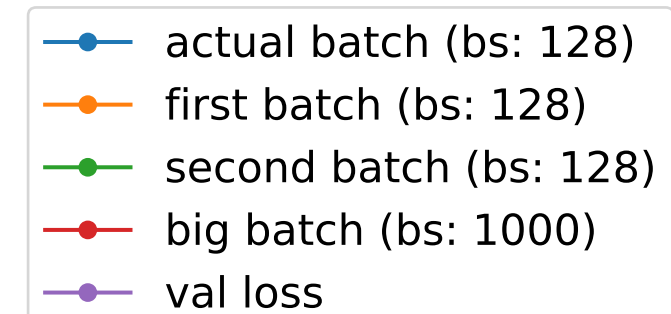 actual batch (bs: 128)
first batch (bs: 128)
second batch (bs: 128)
big batch (bs: 1000)
val loss